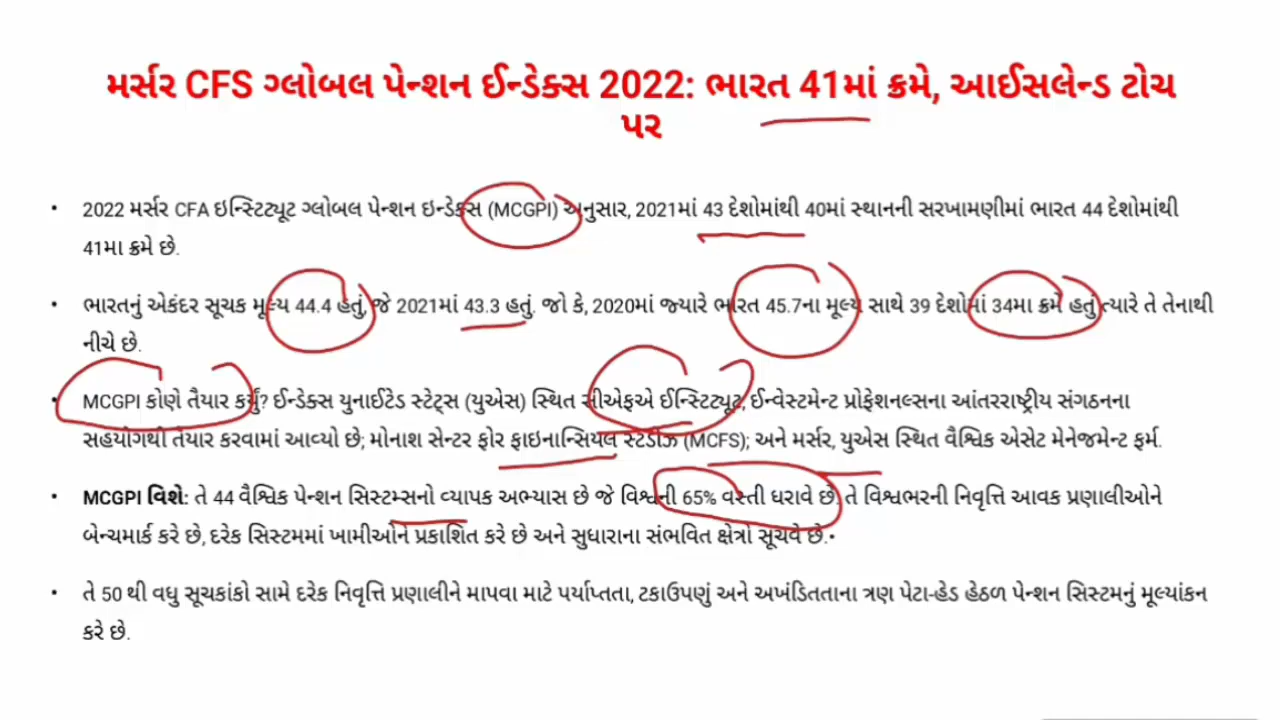 મર્સર CFS ગ્લોબલ પેન્શન ઈન્ડેક્સ 2022: ભારત 41માં ક્રમે, આઈસલેન્ડ ટોચ
પર
• 2022 મર્સર CFA ઇન્સ્ટિટ્યૂટ ગ્લોબલ પેન્શન ઇન્ડેક્સ (MCGPI) અનુસાર, 2021માં 43 દેશોમાંથી 40માં સ્થાનની સરખામણીમાં ભારત 44 દેશોમાંથી
41મા ક્રમે છે.
• ભારતનું એકંદર સૂચક મૂલ્ય 44.4 હતું, જે 2021માં 43.3 હતું. જો કે, 2020માં જ્યારે ભારત 45.7ના મૂલ્ય સાથે 39 દેશોમાં 34મા ક્રમે હતું ત્યારે તે તેનાથી
નીચે છે.
• MCGPI કોણે તૈયાર કર્યું? ઈન્ડેક્સ યુનાઈટેડ સ્ટેટ્સ (યુએસ) સ્થિત સીએફએ ઈન્સ્ટિટ્યૂટ, ઈન્વેસ્ટમેન્ટ પ્રોફેશનલ્સના આંતરરાષ્ટ્રીય સંગઠનના
સહયોગથી તૈયાર કરવામાં આવ્યો છે; મોનાશ સેન્ટર ફોર ફાઇનાન્સિયલ સ્ટડીઝ (MCFS); અને મર્સર, યુએસ સ્થિત વૈશ્વિક એસેટ મેનેજમેન્ટ ફર્મ.
• MCGPI વિશે: તે 44 વૈશ્વિક પેન્શન સિસ્ટમ્સનો વ્યાપક અભ્યાસ છે જે વિશ્વની 65% વસ્તી ધરાવે છે. તે વિશ્વભરની નિવૃત્તિ આવક પ્રણાલીઓને
બેન્ચમાર્ક કરે છે, દરેક સિસ્ટમમાં ખામીઓને પ્રકાશિત કરે છે અને સુધારાના સંભવિત ક્ષેત્રો સૂચવે છે.•
• તે 50 થી વધુ સૂચકાંકો સામે દરેક નિવૃત્તિ પ્રણાલીને માપવા માટે પર્યાપ્તતા, ટકાઉપણું અને અખંડિતતાના ત્રણ પેટા-હેડ હેઠળ પેન્શન સિસ્ટમનું મૂલ્યાંકન
કરે છે.